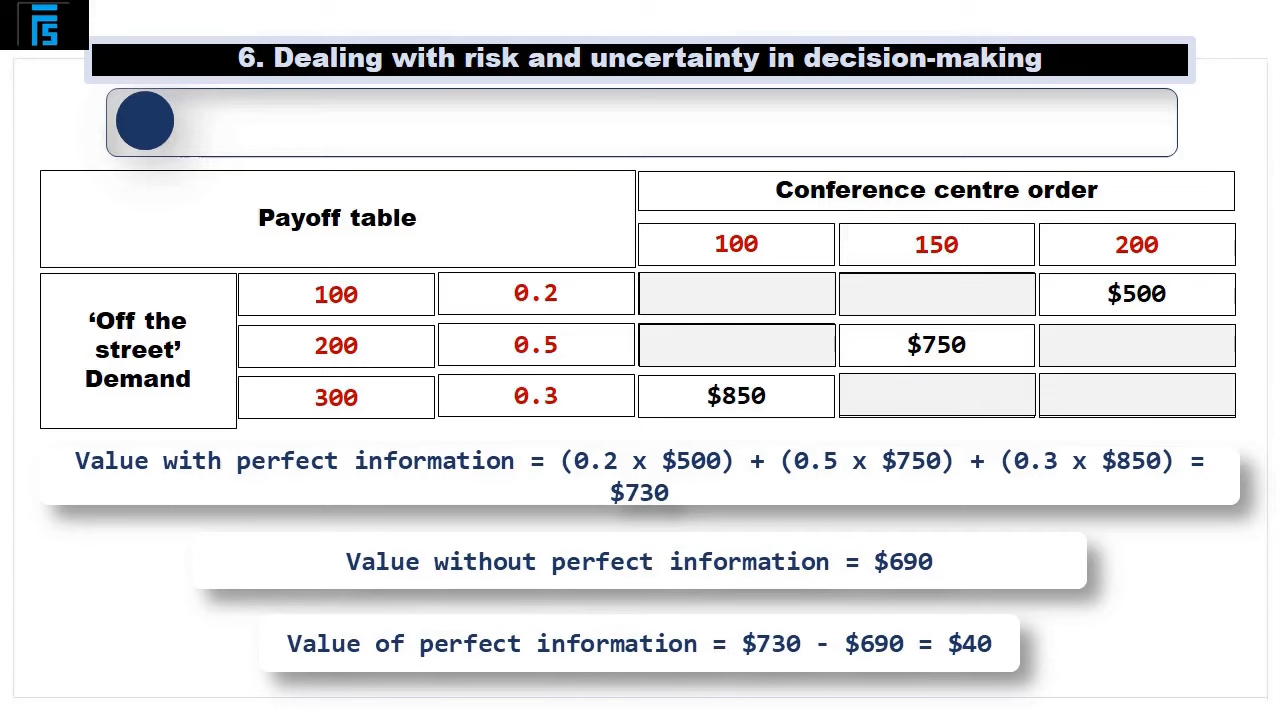 FS
6. Dealing with risk and uncertainty in decision-making
Payoff table
Conference centre order
100 150 200
‘Off the
street’
Demand
100 0.2 $500
200 0.5 $750
300 0.3 $850
Value with perfect information = (0.2 x $500) + (0.5 x $750) + (0.3 x $850) =
$730
Value without perfect information = $690
Value of perfect information = $730 - $690 = $40